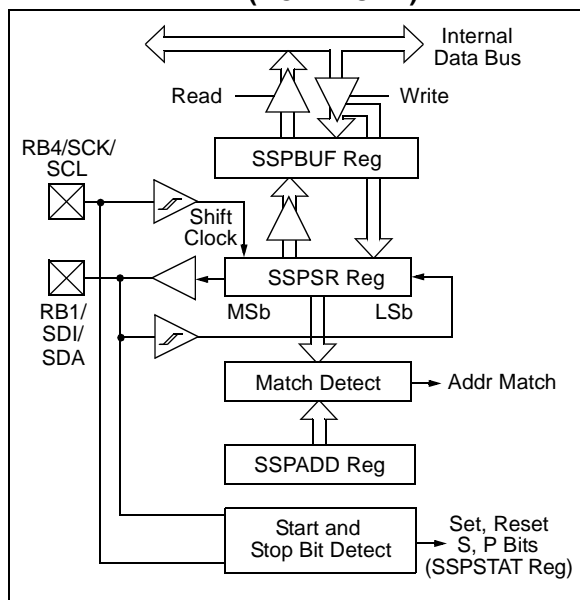 Internal
Data Bus
Read
Write
RB4/SCK/
SCL
SSPBUF Reg
Shift
Clock
SSPSR Reg
MSb
LSb
RB1/
SDI/
SDA
Match Detect
Addr Match
SSPADD Reg
Start and
Stop Bit Detect
Set, Reset
S, P Bits
(SSPSTAT Reg)